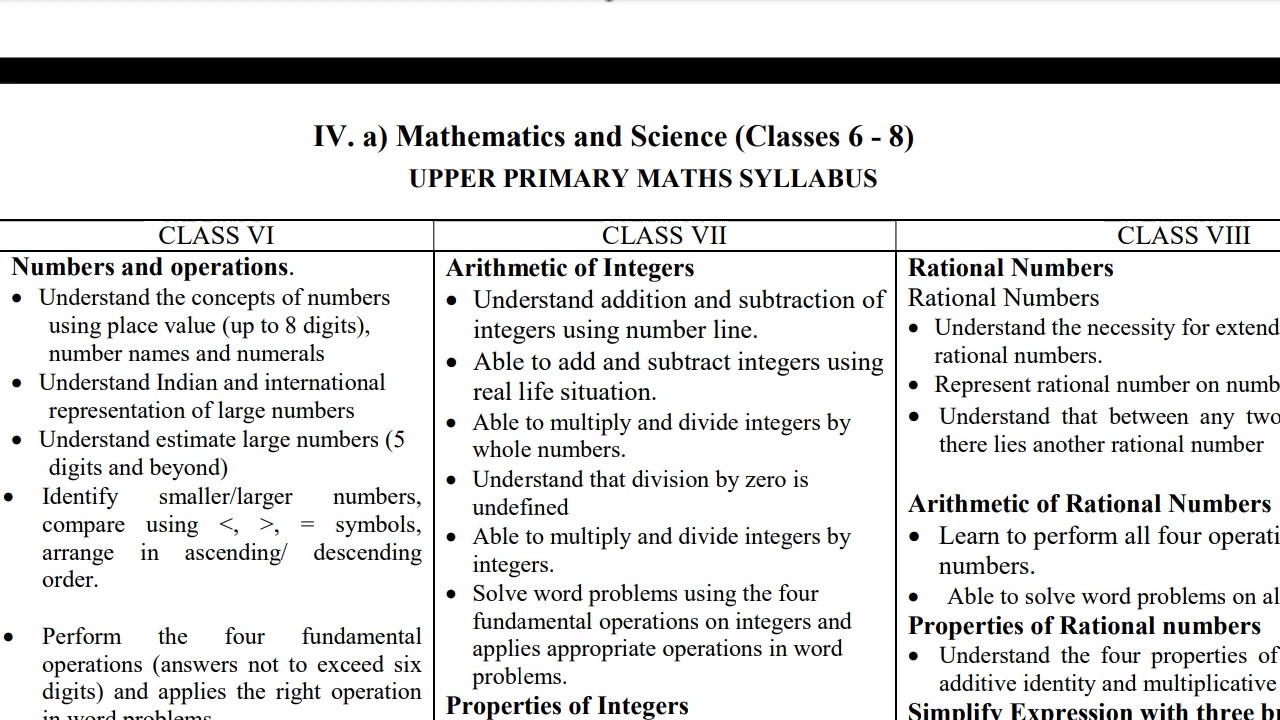 IV. a) Mathematics and Science (Classes 6 - 8)
UPPER PRIMARY MATHS SYLLABUS
CLASS VI
Numbers and operations.
• Understand the concepts of numbers
using place value (up to 8 digits),
number names and numerals
• Understand Indian and international
representation of large numbers
• Understand estimate large numbers (5
digits and beyond)
• Identify smaller/larger numbers,
compare using <, >, = symbols,
arrange in ascending/ descending
order.
• Perform the four fundamental
operations (answers not to exceed six
digits) and applies the right operation
in word problems
CLASS VII
Arithmetic of Integers
• Understand addition and subtraction of
integers using number line.
• Able to add and subtract integers using
real life situation.
• Able to multiply and divide integers by
whole numbers.
• Understand that division by zero is
undefined
• Able to multiply and divide integers by
integers.
• Solve word problems using the four
fundamental operations on integers and
applies appropriate operations in word
problems.
Properties of Integers
CLASS VIII
Rational Numbers
Rational Numbers
• Understand the necessity for extend
rational numbers.
• Represent rational number on numb
• Understand that between any two
there lies another rational number
Arithmetic of Rational Numbers
• Learn to perform all four operati
numbers.
• Able to solve word problems on al
Properties of Rational numbers
• Understand the four properties of
additive identity and multiplicative
Simplify Expression with three br